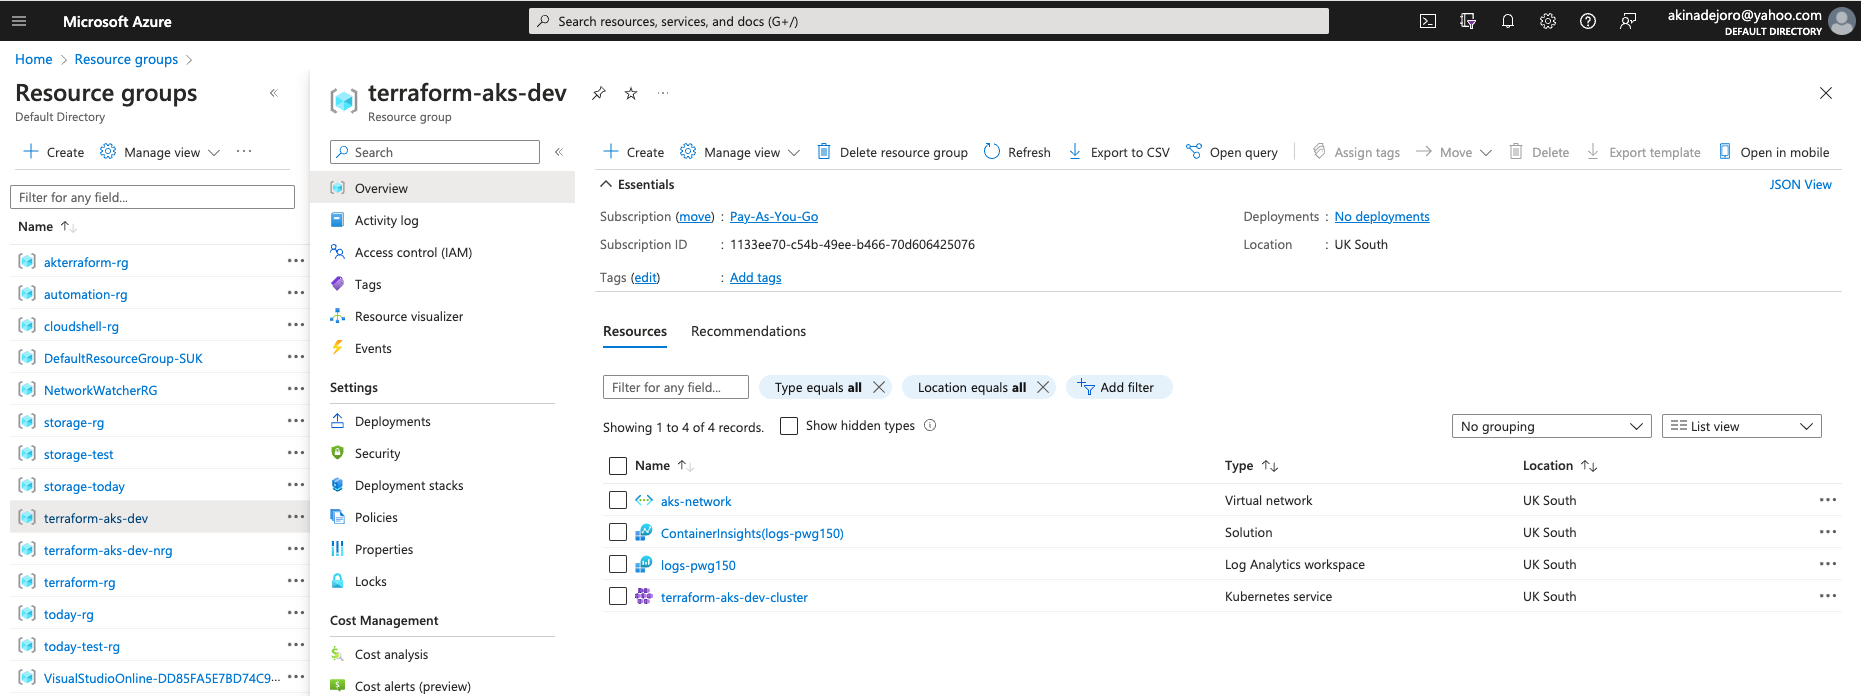 Microsoft Azure
Search resources, services, and docs (G+/)
akinadejoro@yahoo.com
DEFAULT DIRECTORY
Home > Resource groups >
Resource groups
Default Directory
Create Manage view ...
Filter for any field...
Name
akterraform-rg
automation-rg
cloudshell-rg
DefaultResourceGroup-SUK
NetworkWatcherRG
storage-rg
storage-test
storage-today
terraform-aks-dev
terraform-aks-dev-nrg
terraform-rg
today-rg
today-test-rg
VisualStudioOnline-DD85FA5E7BD74C9...
terraform-aks-dev
Resource group
Search
Overview
Activity log
Access control (IAM)
Tags
Resource visualizer
Events
Settings
Deployments
Security
Deployment stacks
Policies
Properties
Locks
Cost Management
Cost analysis
Cost alerts (preview)
Create Manage view Delete resource group Refresh Export to CSV Open query Assign tags Move Delete Export template Open in mobile
Essentials
JSON View
Subscription (move) : Pay-As-You-Go
Subscription ID : 1133ee70-c54b-49ee-b466-70d606425076
Tags (edit) : Add tags
Deployments : No deployments
Location : UK South
Resources Recommendations
Filter for any field... Type equals all Location equals all Add filter
Showing 1 to 4 of 4 records. Show hidden types
No grouping List view
Name Type Location
aks-network Virtual network UK South
ContainerInsights(logs-pwg150) Solution UK South
logs-pwg150 Log Analytics workspace UK South
terraform-aks-dev-cluster Kubernetes service UK South